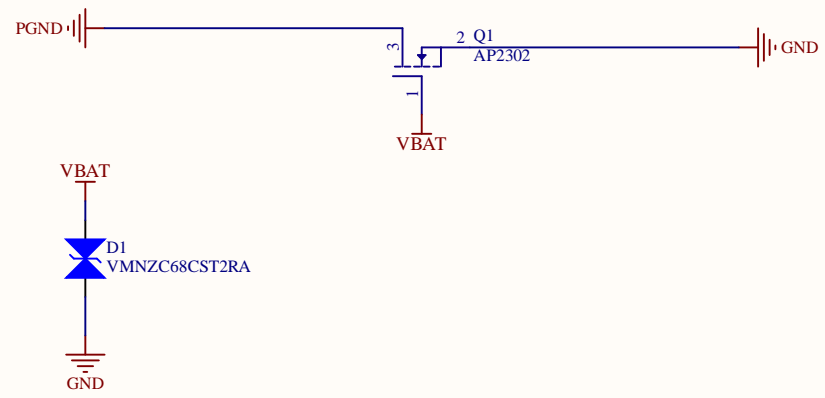 PGND
3
2 Q1
AP2302
GND
1
VBAT
VBAT
D1
VMNZC68CST2RA
GND